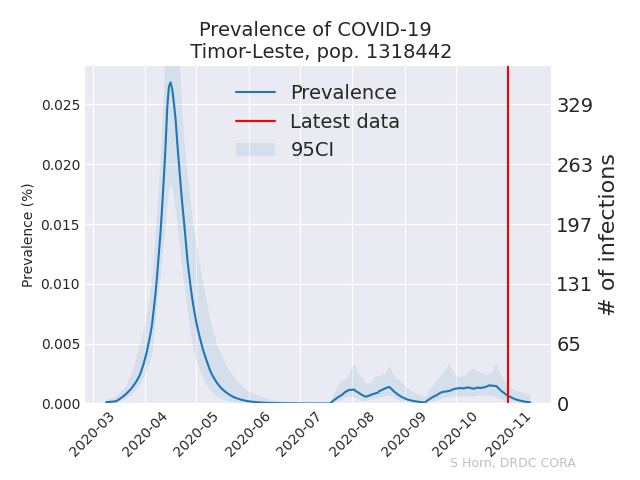 Prevalence of COVID-19
Timor-Leste, pop. 1318442
Prevalence
Latest data
95CI
Prevalence (%)
0.025
0.020
0.015
0.010
0.005
0.000
329
263
197
131
65
0
# of infections
2020-03
2020-04
2020-05
2020-06
2020-07
2020-08
2020-09
2020-10
2020-11
S Horn, DRDC CORA